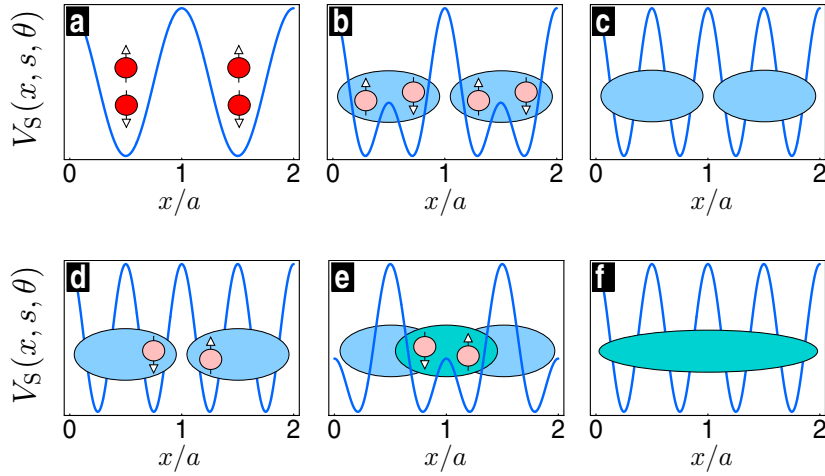 a b c
V_S(x, s, θ)
0 1 2 0 1 2 0 1 2
x/a x/a x/a
d e f
V_S(x, s, θ)
0 1 2 0 1 2 0 1 2
x/a x/a x/a